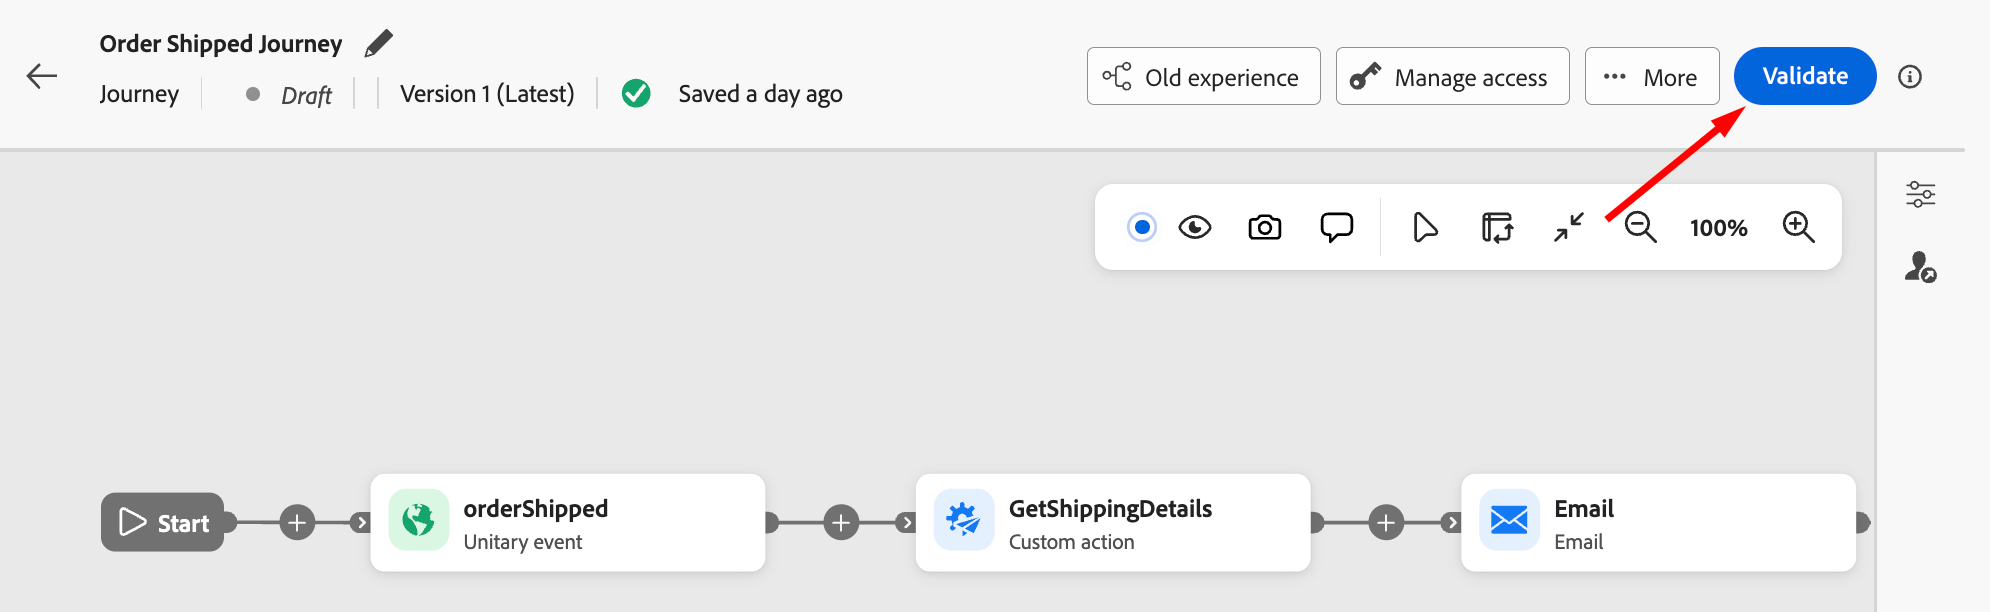 Order Shipped Journey
Journey
Draft
Version 1 (Latest)
Saved a day ago
Old experience
Manage access
More
Validate
100%
Start
orderShipped
Unitary event
GetShippingDetails
Custom action
Email
Email